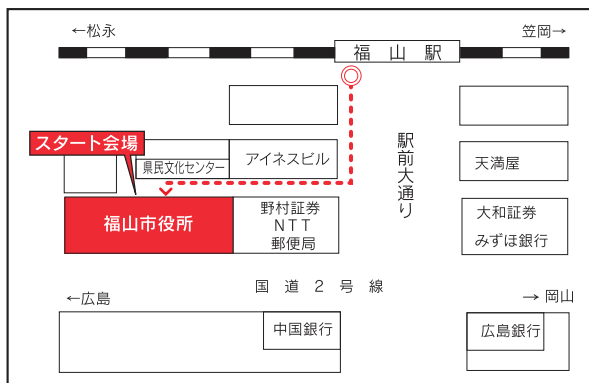 ←松永
笠岡→
福山駅
スタート会場
県民文化センター
アイネスビル
駅前大通り
天満屋
福山市役所
野村証券
NTT
郵便局
大和証券
みずほ銀行
国道2号線
←広島
→岡山
中国銀行
広島銀行